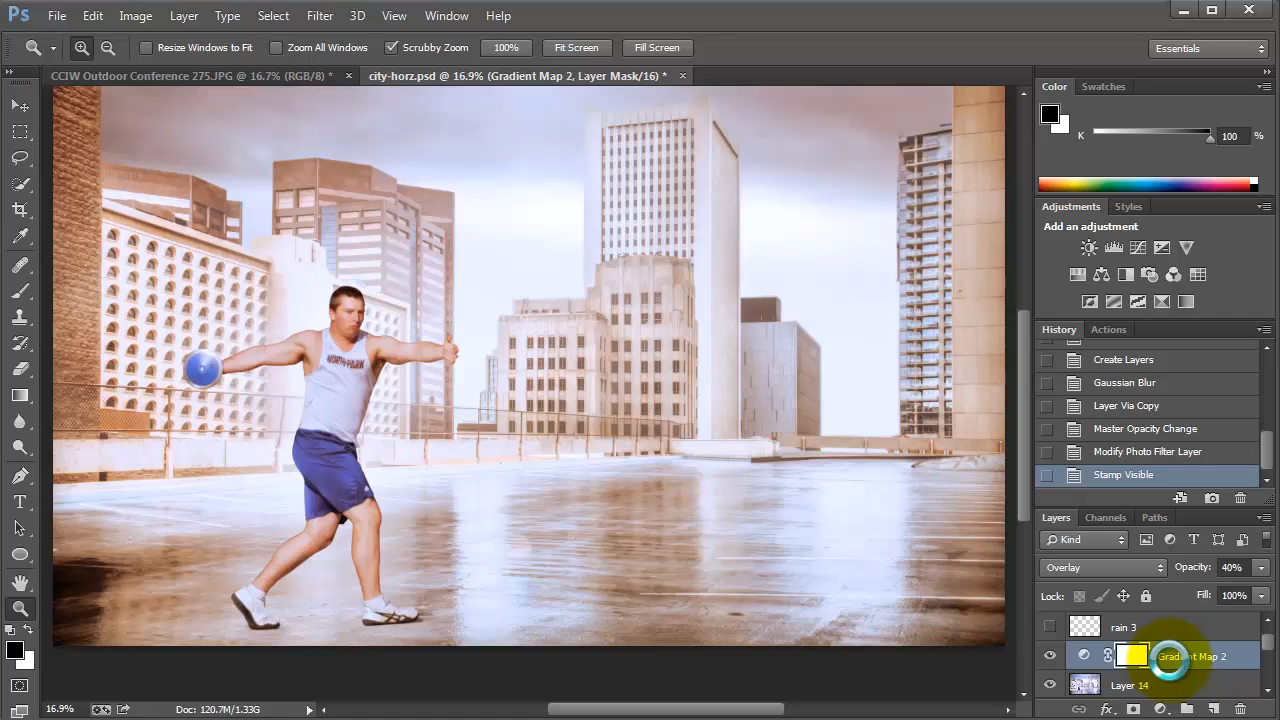 Ps File Edit Image Layer Type Select Filter 3D View Window Help
Resize Windows to Fit Zoom All Windows Scrubby Zoom 100% Fit Screen Fill Screen Essentials
CCIW Outdoor Conference 275.JPG @ 16.7% (RGB/8) * city-horz.psd @ 16.9% (Gradient Map 2, Layer Mask/16) *
Color Swatches
K 100 %
Adjustments Styles
Add an adjustment
History Actions
Create Layers
Gaussian Blur
Layer Via Copy
Master Opacity Change
Modify Photo Filter Layer
Stamp Visible
Layers Channels Paths
Kind
Overlay Opacity: 40%
Lock: Fill: 100%
rain 3
Gradient Map 2
Layer 14
NORTH PARK
16.9% Doc: 120.7M/1.33G